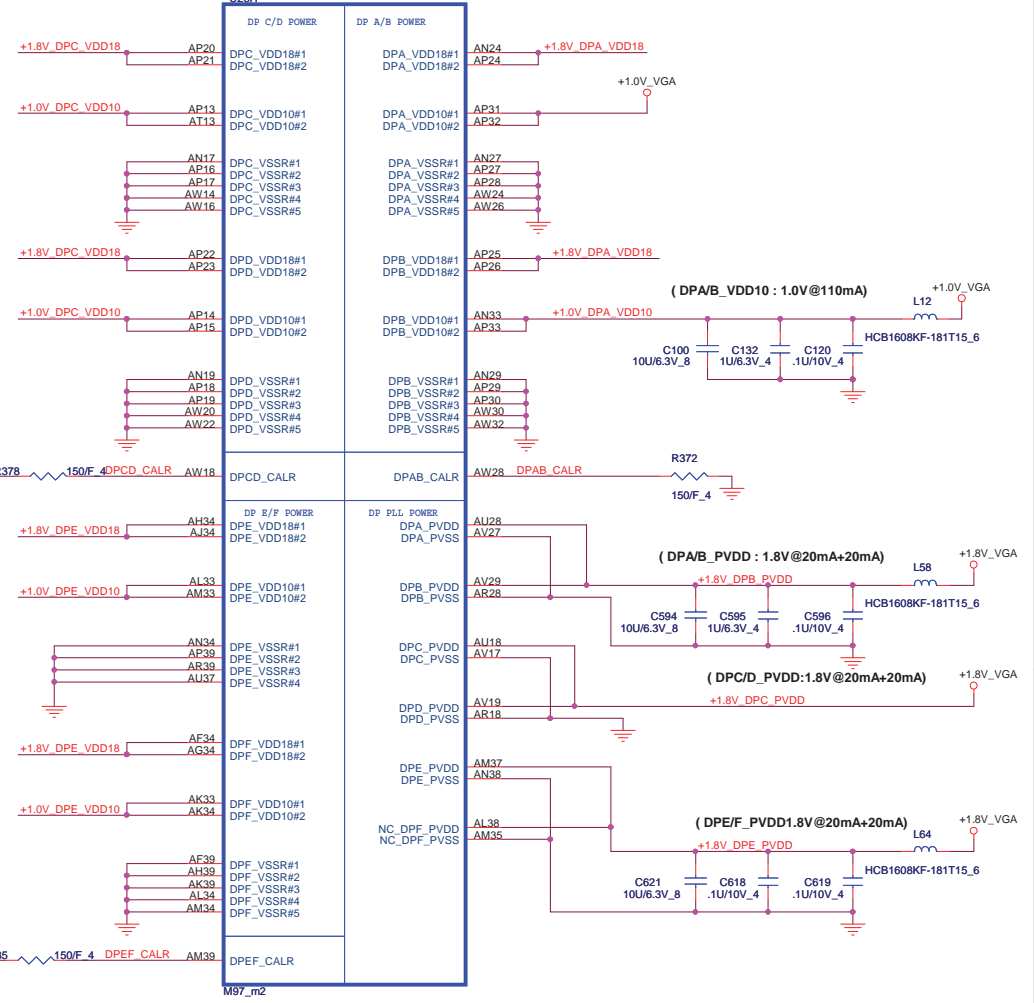 DP C/D POWER DP A/B POWER
+1.8V_DPC_VDD18 AP20 DPC_VDD18#1 DPA_VDD18#1 AN24 +1.8V_DPA_VDD18
AP21 DPC_VDD18#2 DPA_VDD18#2 AP24
+1.0V_VGA
+1.0V_DPC_VDD10 AP13 DPC_VDD10#1 DPA_VDD10#1 AP31
AT13 DPC_VDD10#2 DPA_VDD10#2 AP32
AN17 DPC_VSSR#1 DPA_VSSR#1 AN27
AP16 DPC_VSSR#2 DPA_VSSR#2 AP27
AP17 DPC_VSSR#3 DPA_VSSR#3 AP28
AW14 DPC_VSSR#4 DPA_VSSR#4 AW24
AW16 DPC_VSSR#5 DPA_VSSR#5 AW26
+1.8V_DPC_VDD18 AP22 DPD_VDD18#1 DPB_VDD18#1 AP25 +1.8V_DPA_VDD18
AP23 DPD_VDD18#2 DPB_VDD18#2 AP26
( DPA/B_VDD10 : 1.0V@110mA) +1.0V_VGA
L12
+1.0V_DPC_VDD10 AP14 DPD_VDD10#1 DPB_VDD10#1 AN33 +1.0V_DPA_VDD10
AP15 DPD_VDD10#2 DPB_VDD10#2 AP33
HCB1608KF-181T15_6
C100 C132 C120
10U/6.3V_8 1U/6.3V_4 .1U/10V_4
AN19 DPD_VSSR#1 DPB_VSSR#1 AN29
AP18 DPD_VSSR#2 DPB_VSSR#2 AP29
AP19 DPD_VSSR#3 DPB_VSSR#3 AP30
AW20 DPD_VSSR#4 DPB_VSSR#4 AW30
AW22 DPD_VSSR#5 DPB_VSSR#5 AW32
R372
150/F_4 DPCD_CALR AW18 DPCD_CALR DPAB_CALR AW28 DPAB_CALR
150/F_4
DP E/F POWER DP PLL POWER
+1.8V_DPE_VDD18 AH34 DPE_VDD18#1 DPA_PVDD AU28
AJ34 DPE_VDD18#2 DPA_PVSS AV27
( DPA/B_PVDD : 1.8V@20mA+20mA) +1.8V_VGA
L58
+1.0V_DPE_VDD10 AL33 DPE_VDD10#1 DPB_PVDD AV29 +1.8V_DPB_PVDD
AM33 DPE_VDD10#2 DPB_PVSS AR28
HCB1608KF-181T15_6
C594 C595 C596
10U/6.3V_8 1U/6.3V_4 .1U/10V_4
AN34 DPE_VSSR#1 DPC_PVDD AU18
AP39 DPE_VSSR#2 DPC_PVSS AV17
AR39 DPE_VSSR#3
AU37 DPE_VSSR#4
( DPC/D_PVDD:1.8V@20mA+20mA) +1.8V_VGA
DPD_PVDD AV19 +1.8V_DPC_PVDD
DPD_PVSS AR18
+1.8V_DPE_VDD18 AF34 DPF_VDD18#1
AG34 DPF_VDD18#2
DPE_PVDD AM37
DPE_PVSS AN38
+1.0V_DPE_VDD10 AK33 DPF_VDD10#1
AK34 DPF_VDD10#2
NC_DPF_PVDD AL38
NC_DPF_PVSS AM35
( DPE/F_PVDD1.8V@20mA+20mA) +1.8V_VGA
L64
+1.8V_DPE_PVDD
HCB1608KF-181T15_6
C621 C618 C619
10U/6.3V_8 .1U/10V_4 .1U/10V_4
AF39 DPF_VSSR#1
AH39 DPF_VSSR#2
AK39 DPF_VSSR#3
AL34 DPF_VSSR#4
AM34 DPF_VSSR#5
150/F_4 DPEF_CALR AM39 DPEF_CALR
M97_m2